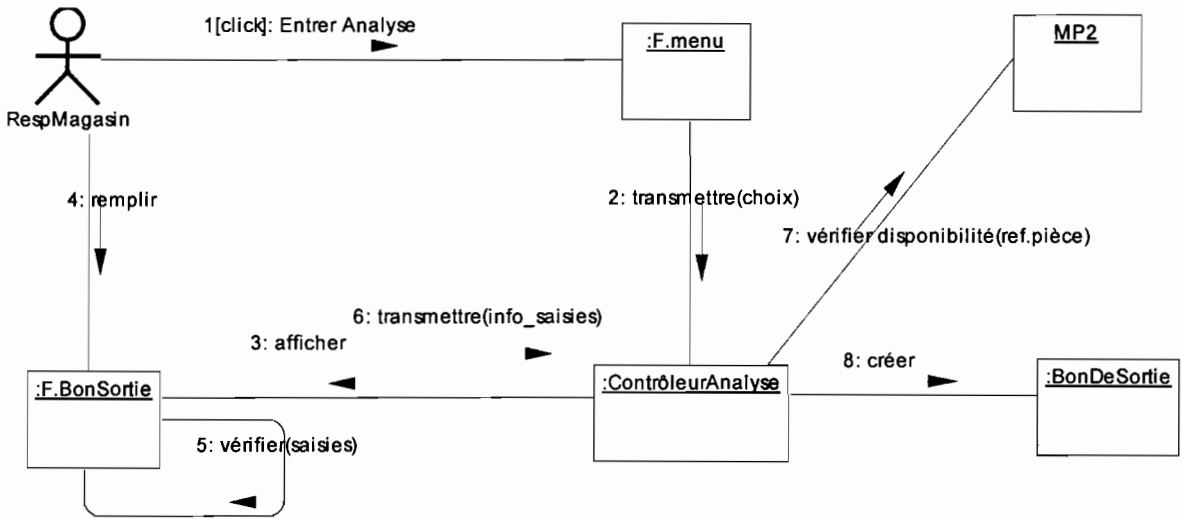 1[click]: Entrer Analyse
:F.menu
MP2
RespMagasin
4: remplir
2: transmettre(choix)
7: vérifier disponibilité(ref.pièce)
6: transmettre(info_saisies)
3: afficher
8: créer
:F.BonSortie
:ContrôleurAnalyse
:BonDeSortie
5: vérifier(saisies)